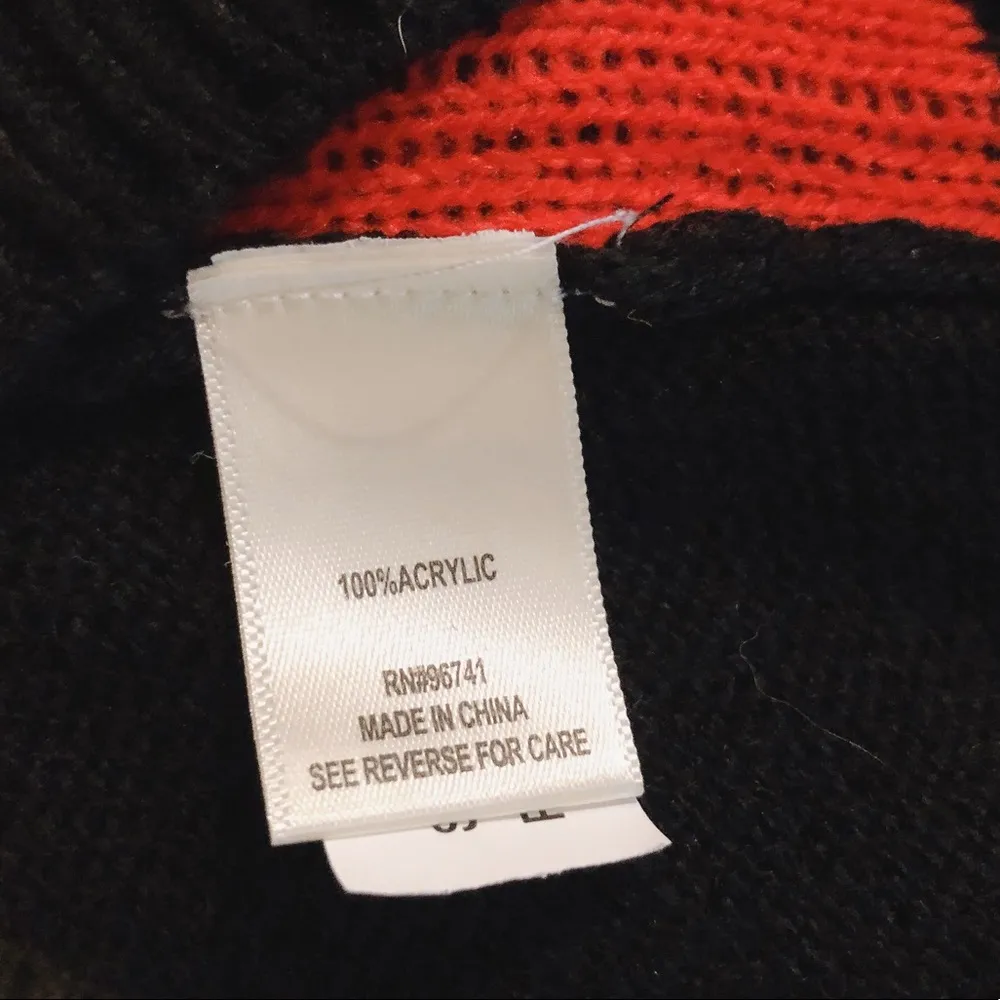 100%ACRYLIC
RN#96741
MADE IN CHINA
SEE REVERSE FOR CARE